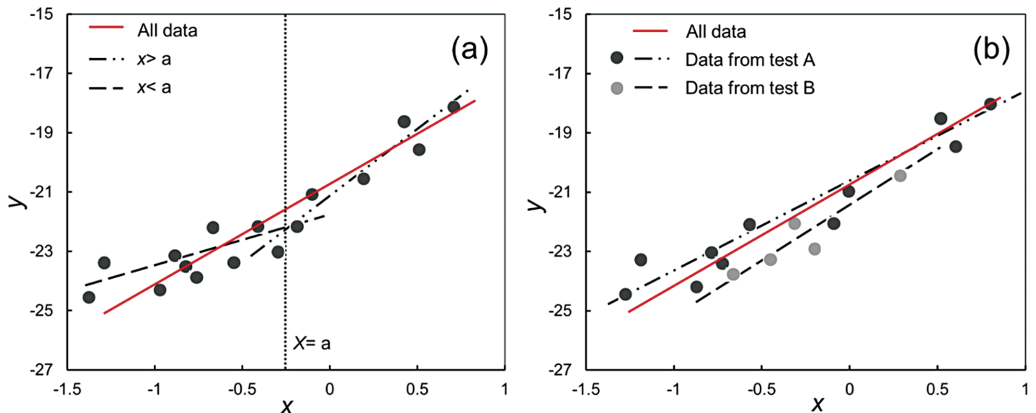 -15
-17
-19
-21
-23
-25
-27
y
-1.5
-1
-0.5
0
0.5
1
x
All data
x> a
x< a
(a)
X= a
-15
-17
-19
-21
-23
-25
-27
y
-1.5
-1
-0.5
0
0.5
1
x
All data
Data from test A
Data from test B
(b)